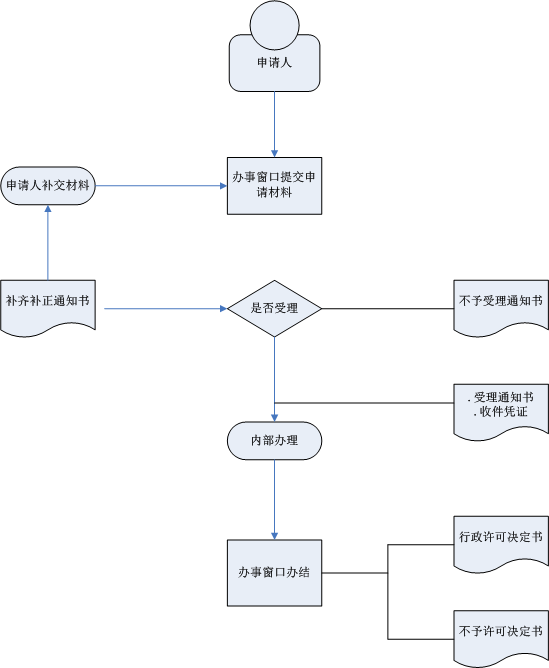 申请人
办事窗口提交申
请材料
申请人补交材料
补齐补正通知书
是否受理
不予受理通知书
.受理通知书
.收件凭证
内部办理
行政许可决定书
办事窗口办结
不予许可决定书